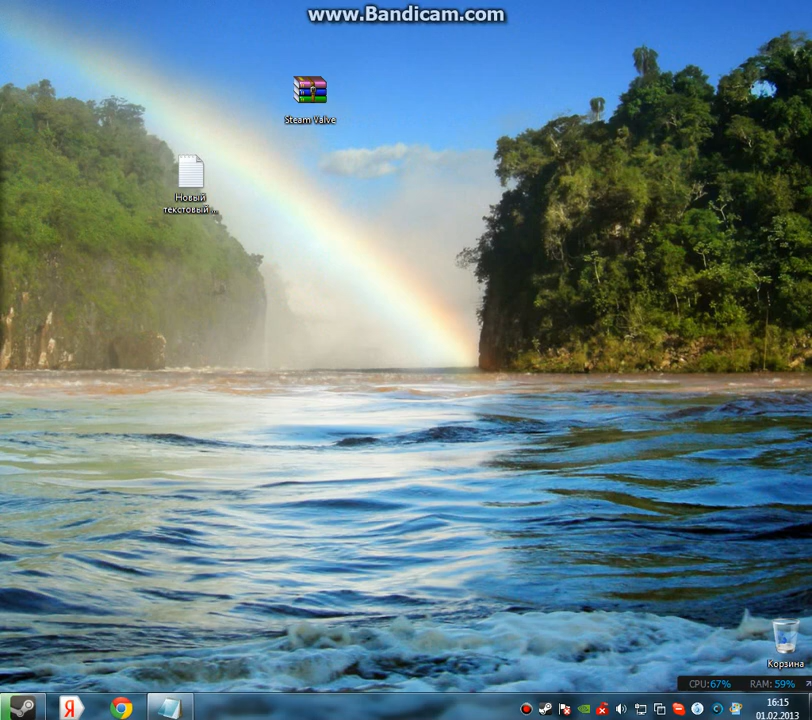 www.Bandicam.com
Steam Valve
Новый
текстовый ...
Корзина
CPU:67% RAM: 59%
Я
16:15
01.02.2013